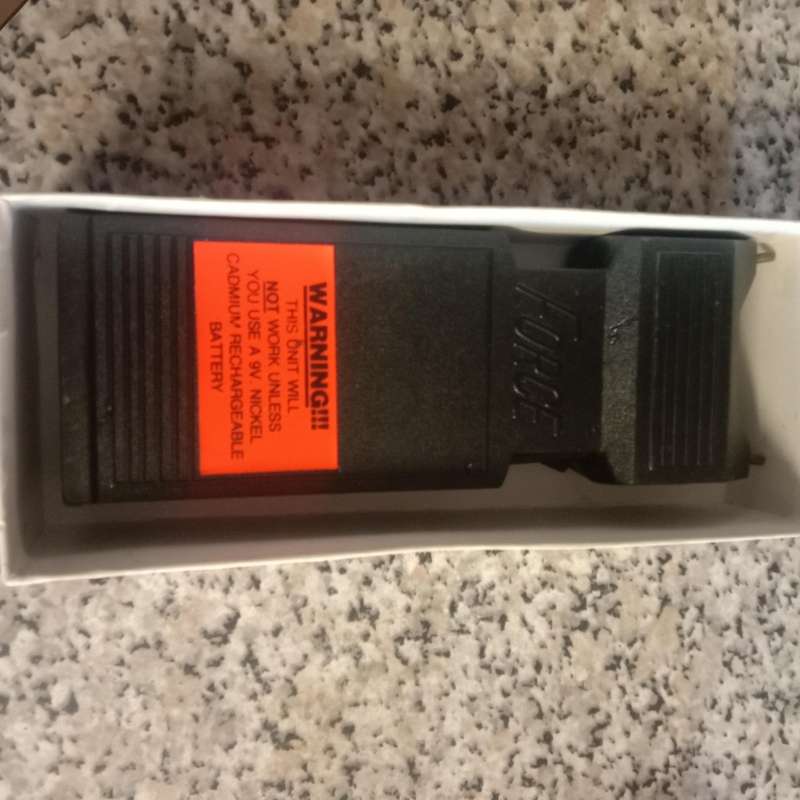 WARNING!!!
THIS UNIT WILL
NOT WORK UNLESS
YOU USE A 9V NICKEL
CADMIUM RECHARGEABLE
BATTERY
FORCE